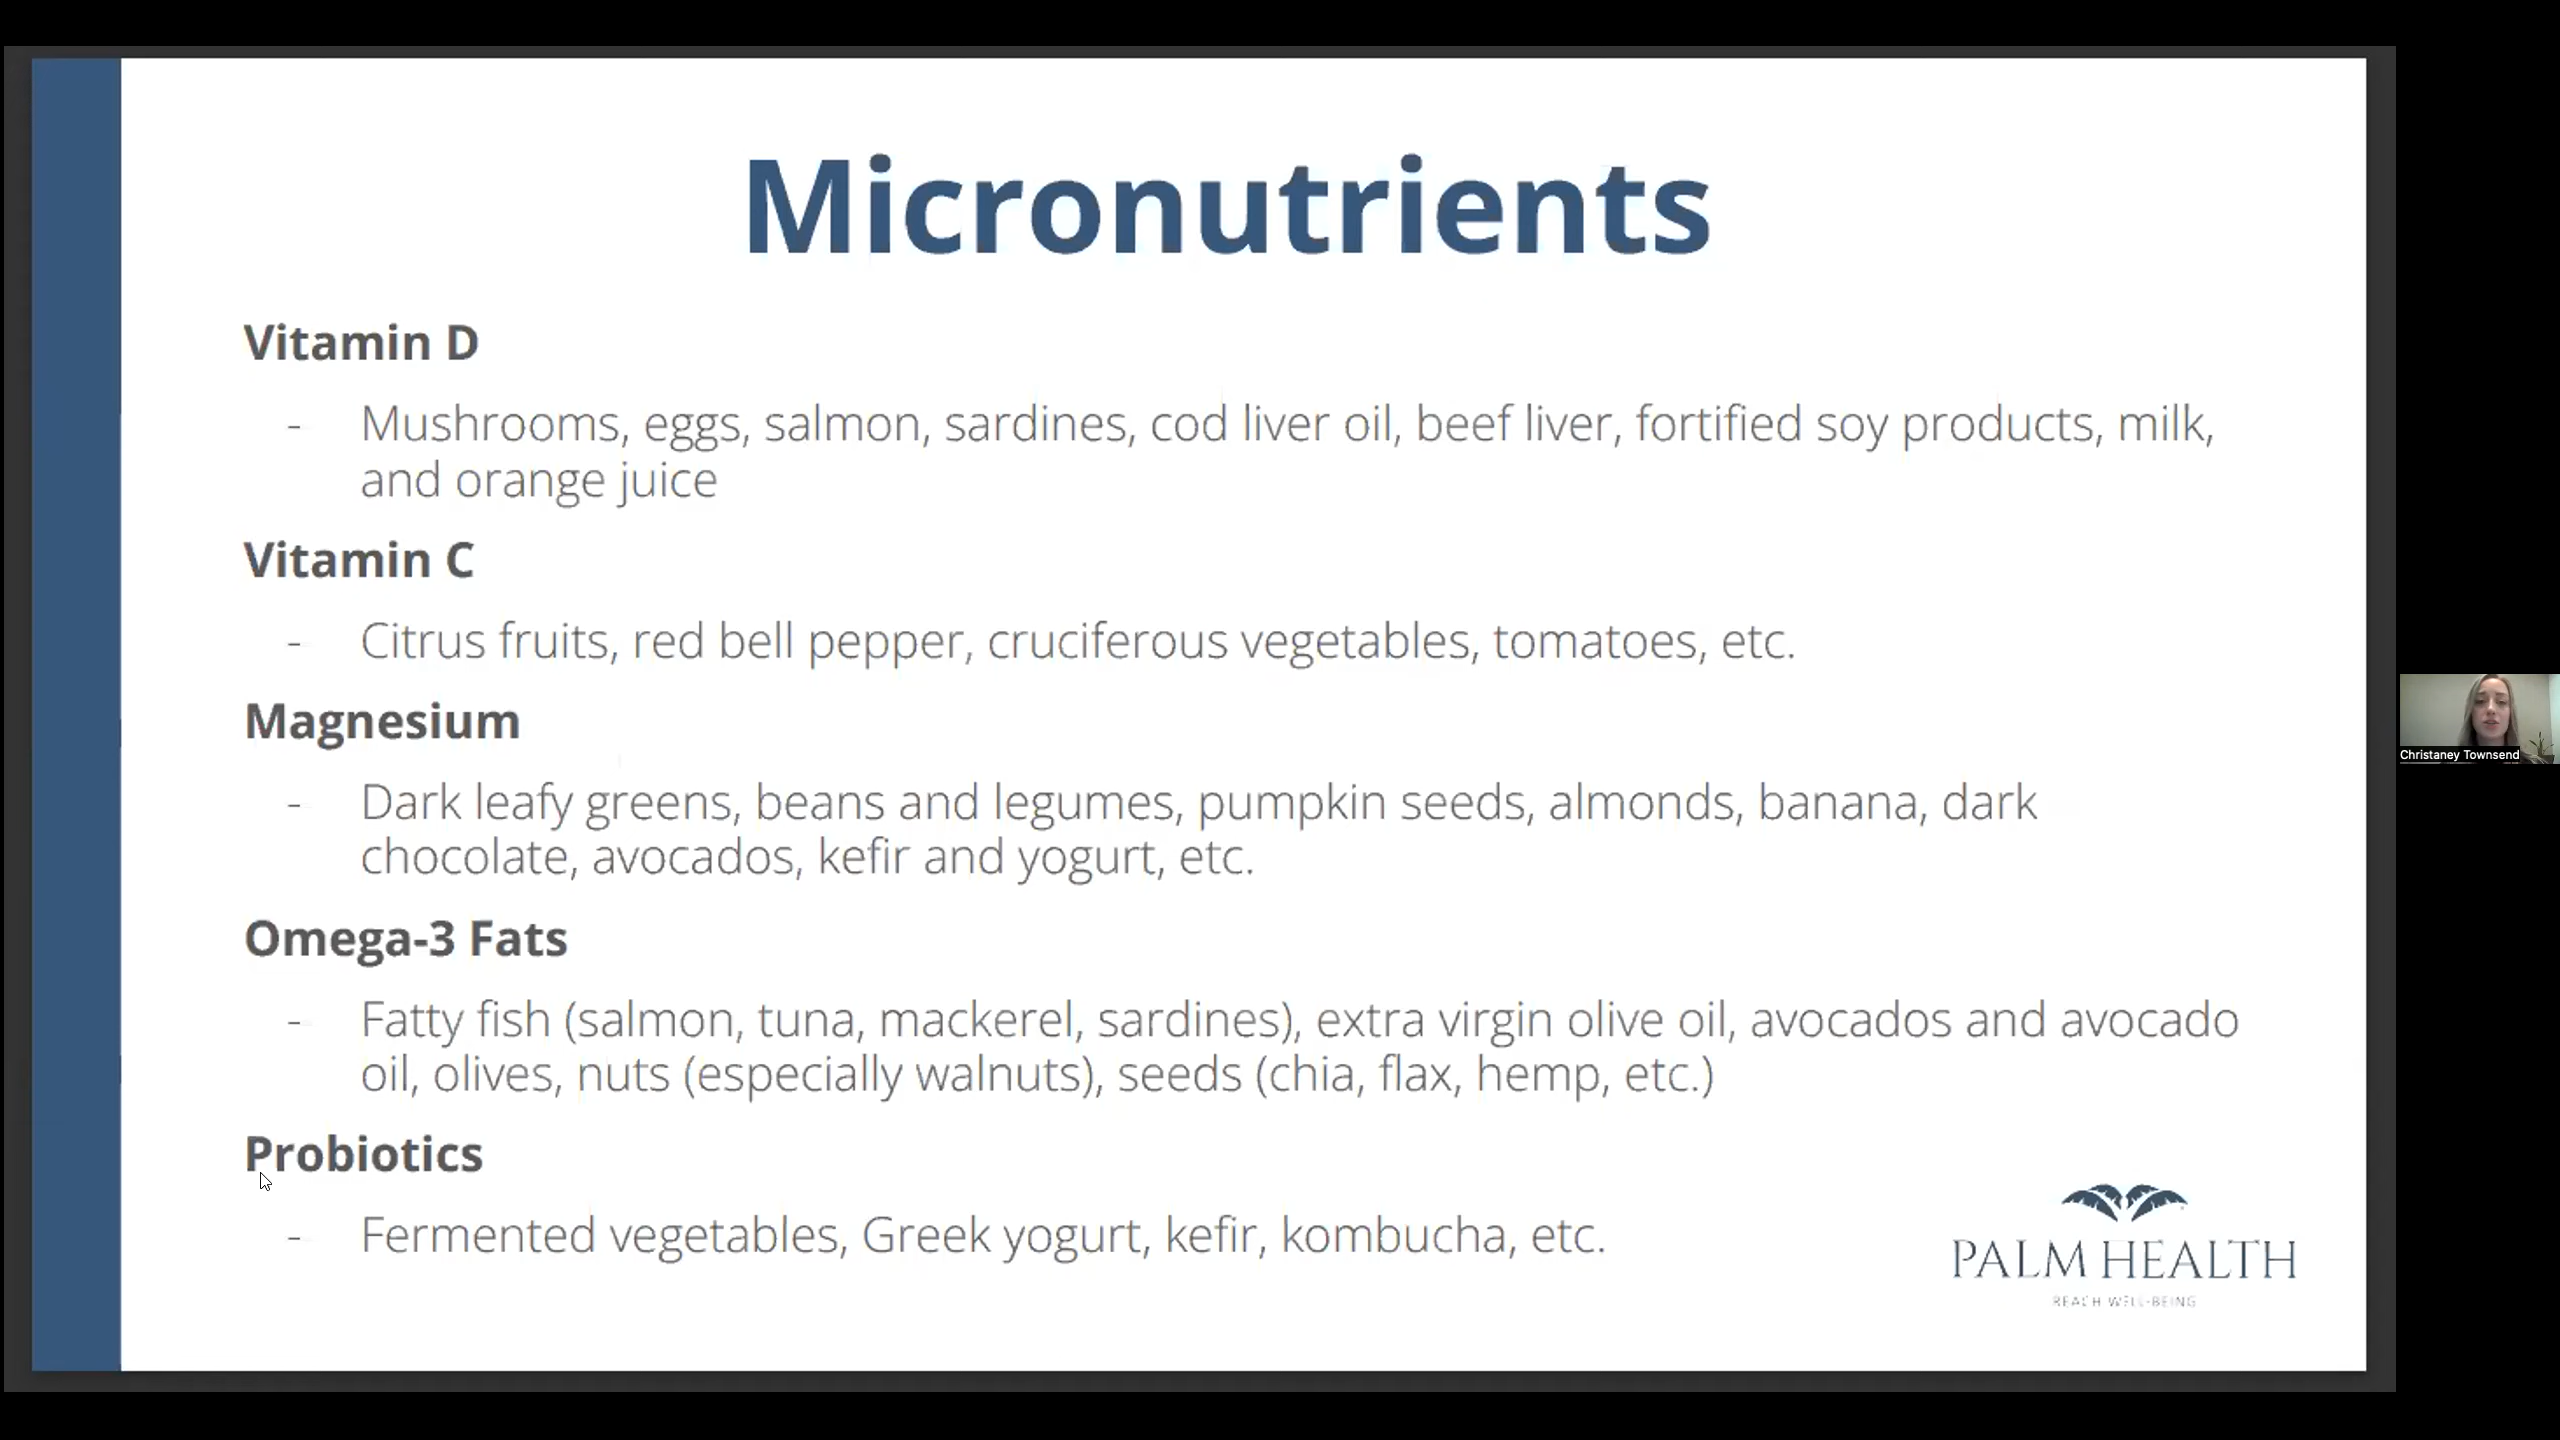 Micronutrients
Vitamin D
- Mushrooms, eggs, salmon, sardines, cod liver oil, beef liver, fortified soy products, milk,
and orange juice
Vitamin C
- Citrus fruits, red bell pepper, cruciferous vegetables, tomatoes, etc.
Magnesium
- Dark leafy greens, beans and legumes, pumpkin seeds, almonds, banana, dark
chocolate, avocados, kefir and yogurt, etc.
Omega-3 Fats
- Fatty fish (salmon, tuna, mackerel, sardines), extra virgin olive oil, avocados and avocado
oil, olives, nuts (especially walnuts), seeds (chia, flax, hemp, etc.)
Probiotics
- Fermented vegetables, Greek yogurt, kefir, kombucha, etc.
PALM HEALTH
REACH WELL-BEING
Christaney Townsend